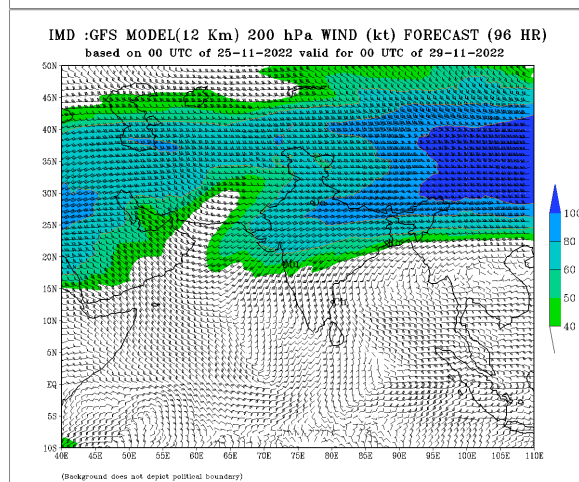 IMD :GFS MODEL(12 Km) 200 hPa WIND (kt) FORECAST (96 HR)
based on 00 UTC of 25-11-2022 valid for 00 UTC of 29-11-2022
50N
45N
40N
35N
30N
25N
20N
15N
10N
5N
EQ
5S
10S
40E 45E 50E 55E 60E 65E 70E 75E 80E 85E 90E 95E 100E 105E 110E
100
80
60
50
40
(Background does not depict political boundary)